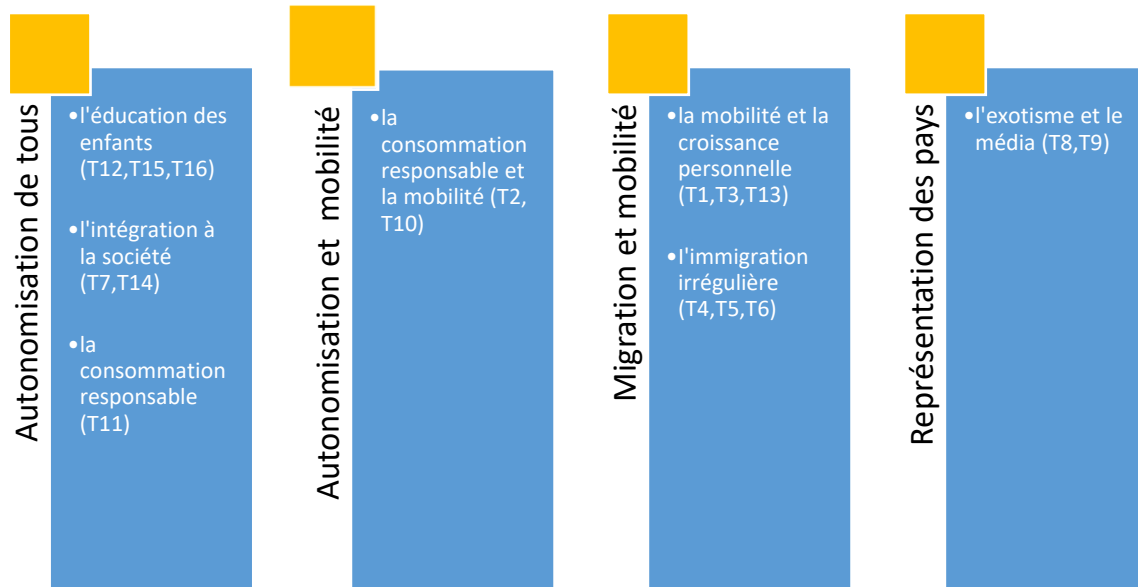 Autonomisation de tous
•l'éducation des
enfants
(T12,T15,T16)
•l'intégration à
la société
(T7,T14)
•la
consommation
responsable
(T11)
Autonomisation et mobilité
•la
consommation
responsable et
la mobilité (T2,
T10)
Migration et mobilité
•la mobilité et la
croissance
personnelle
(T1,T3,T13)
•l'immigration
irrégulière
(T4,T5,T6)
Représentation des pays
•l'exotisme et le
média (T8,T9)